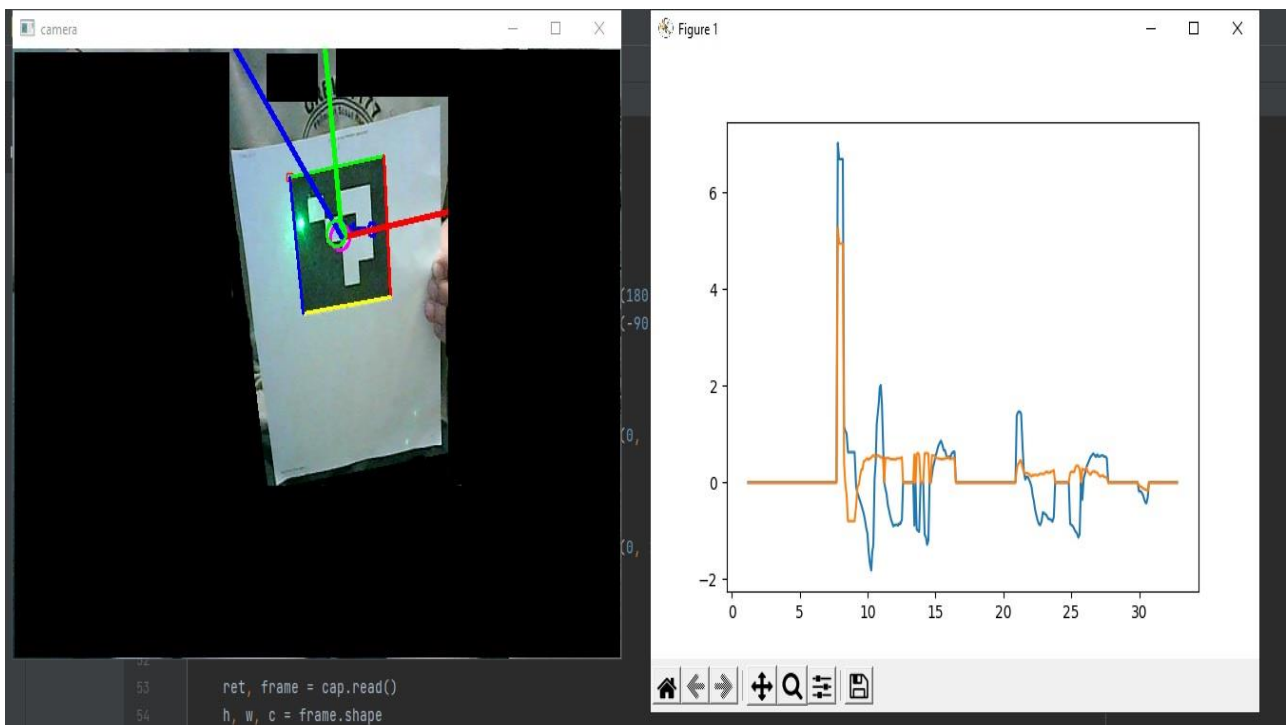 camera
Figure 1
6
4
2
0
−2
0 5 10 15 20 25 30
(180
(-90
(0,
(0,
52
53 ret, frame = cap.read()
54 h, w, c = frame.shape